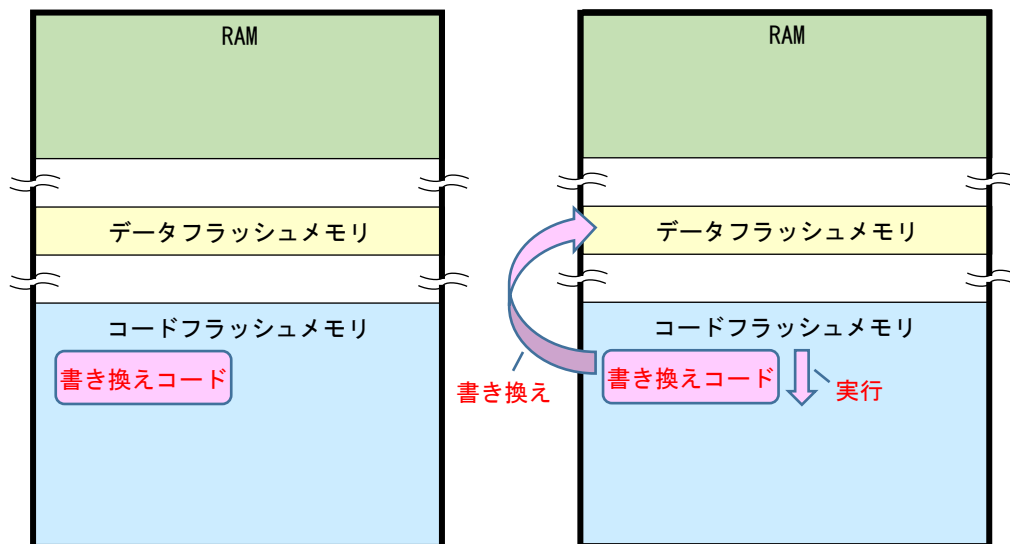 RAM
データフラッシュメモリ
コードフラッシュメモリ
書き換えコード
RAM
データフラッシュメモリ
コードフラッシュメモリ
書き換えコード
書き換え
実行